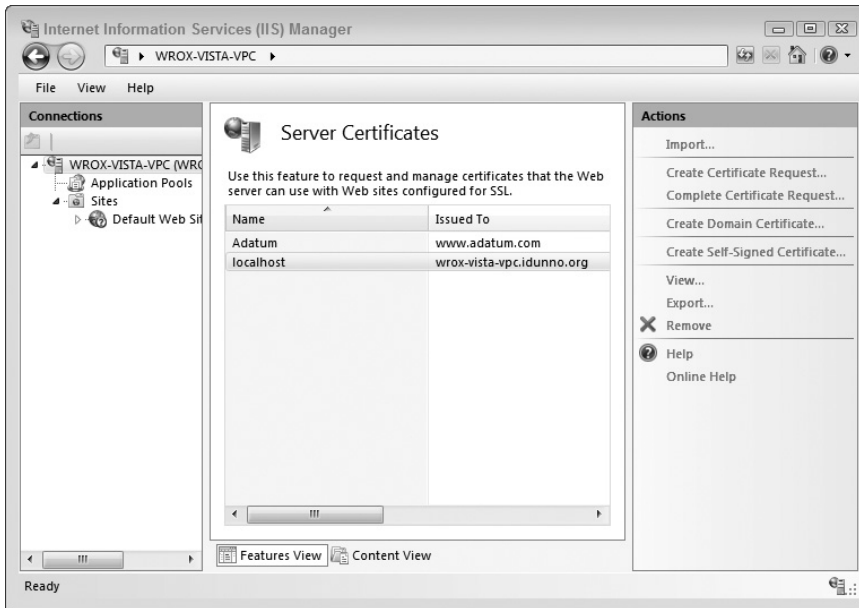 Internet Information Services (IIS) Manager
WROX-VISTA-VPC
File View Help
Connections
WROX-VISTA-VPC (WRO
Application Pools
Sites
Default Web Sit
Server Certificates
Use this feature to request and manage certificates that the Web
server can use with Web sites configured for SSL.
Name Issued To
Adatum www.adatum.com
localhost wrox-vista-vpc.idunno.org
Features View Content View
Actions
Import...
Create Certificate Request...
Complete Certificate Request...
Create Domain Certificate...
Create Self-Signed Certificate...
View...
Export...
Remove
Help
Online Help
Ready